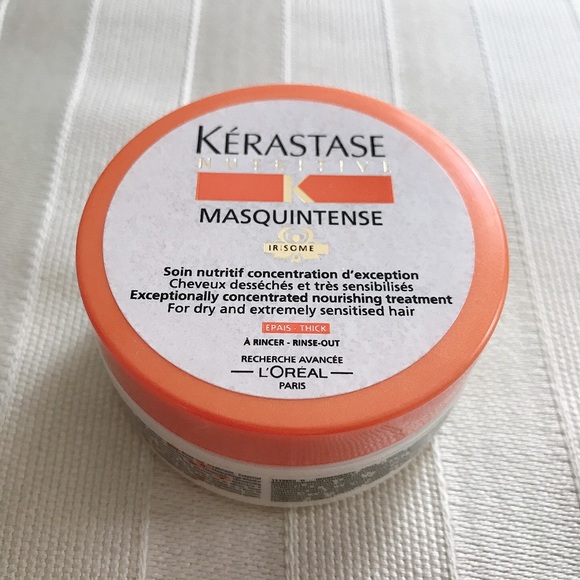 KÉRASTASE
NUTRITIVE
K
MASQUINTENSE
IRISOME
Soin nutritif concentration d'exception
Cheveux desséchés et très sensibilisés
Exceptionally concentrated nourishing treatment
For dry and extremely sensitised hair
EPAIS - THICK
À RINCER - RINSE-OUT
RECHERCHE AVANCÉE
L'ORÉAL
PARIS